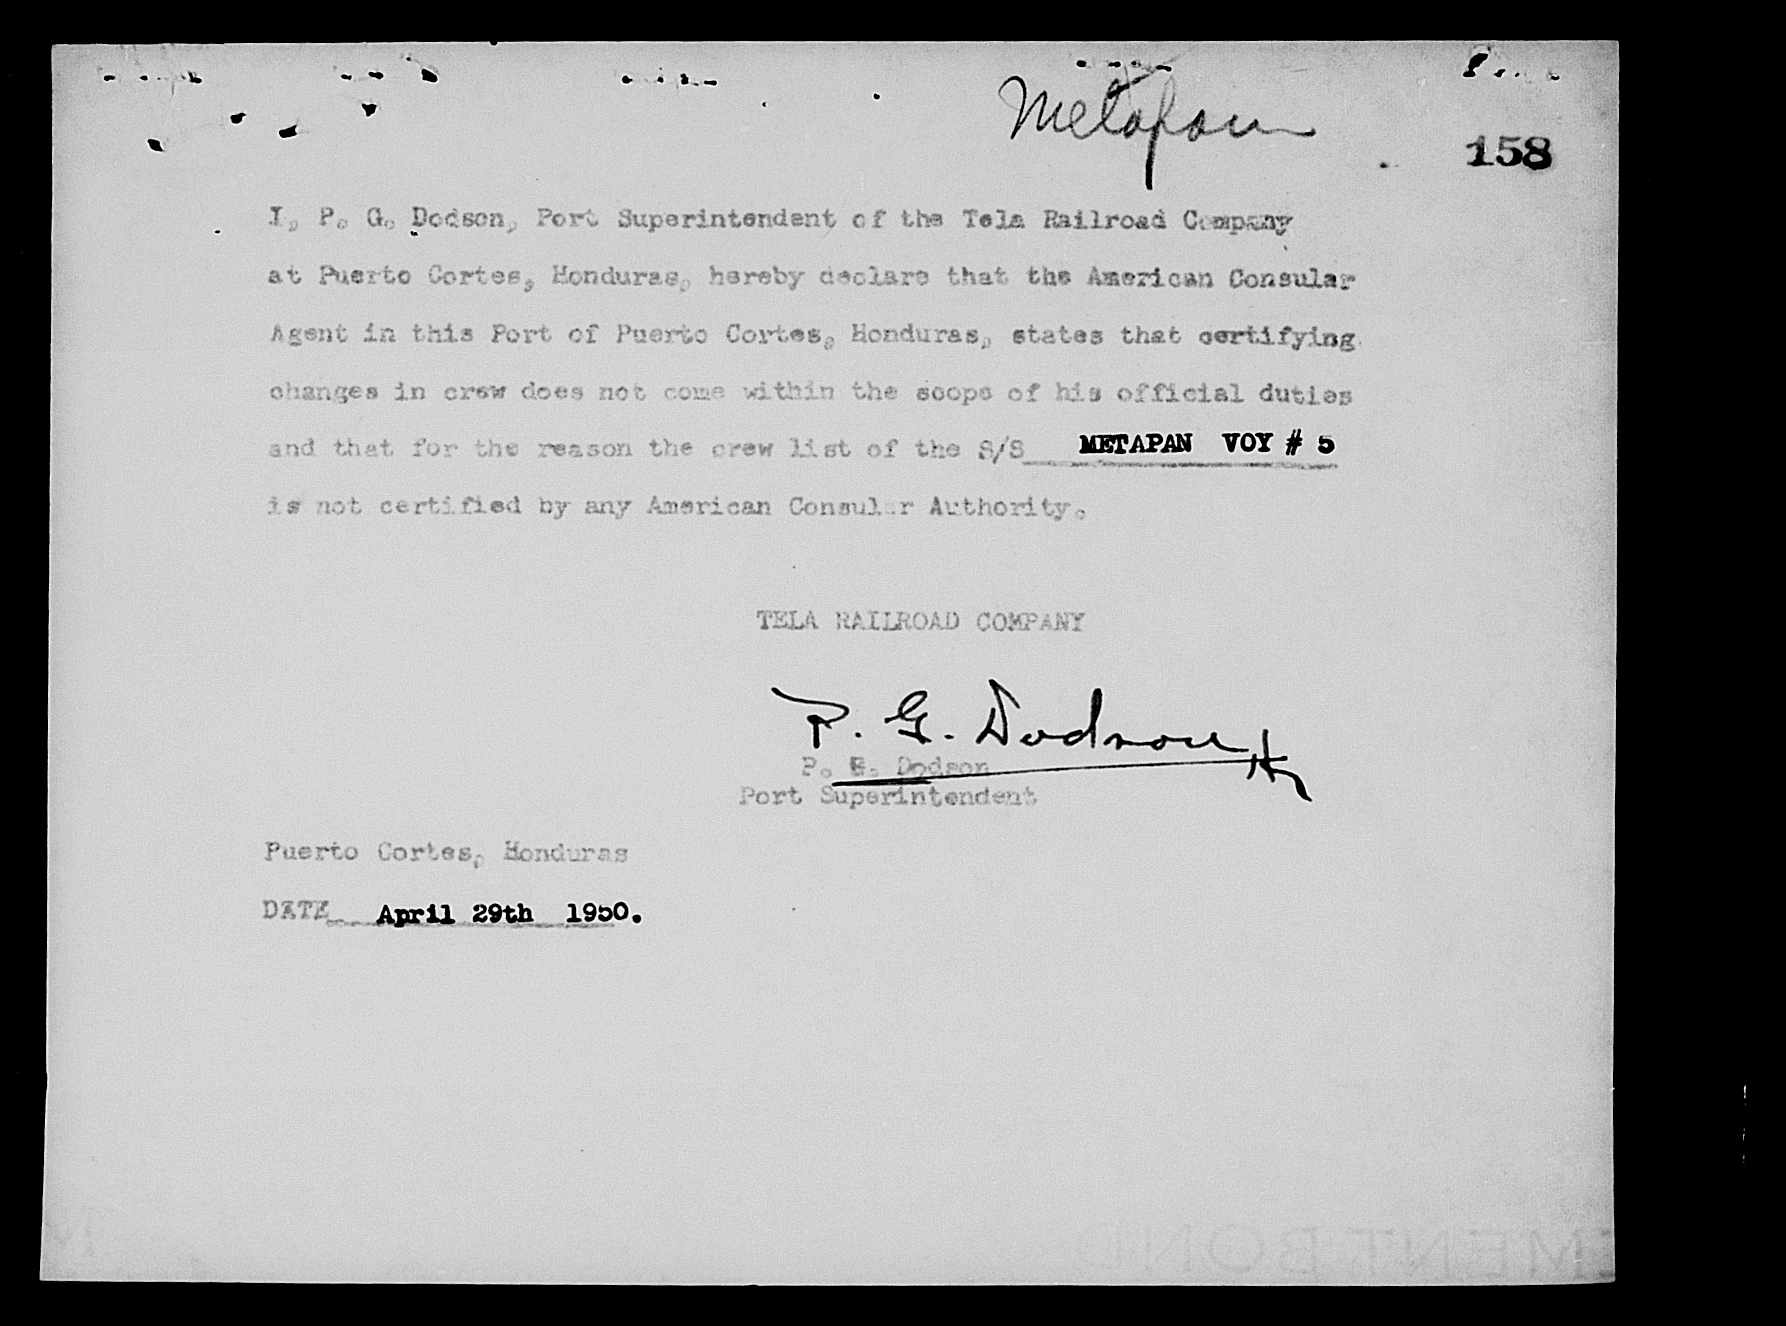 Metapan
158
I, P. G. Dodson, Port Superintendent of the Tela Railroad Company
at Puerto Cortes, Honduras, hereby declare that the American Consular
Agent in this Port of Puerto Cortes, Honduras, states that certifying
changes in crew does not come within the scope of his official duties
and that for the reason the crew list of the S/S METAPAN VOY # 5
is not certified by any American Consular Authority.
TELA RAILROAD COMPANY
P. G. Dodson
P. G. Dodson
Port Superintendent
Puerto Cortes, Honduras
DATE April 29th 1950.
MENT BOND